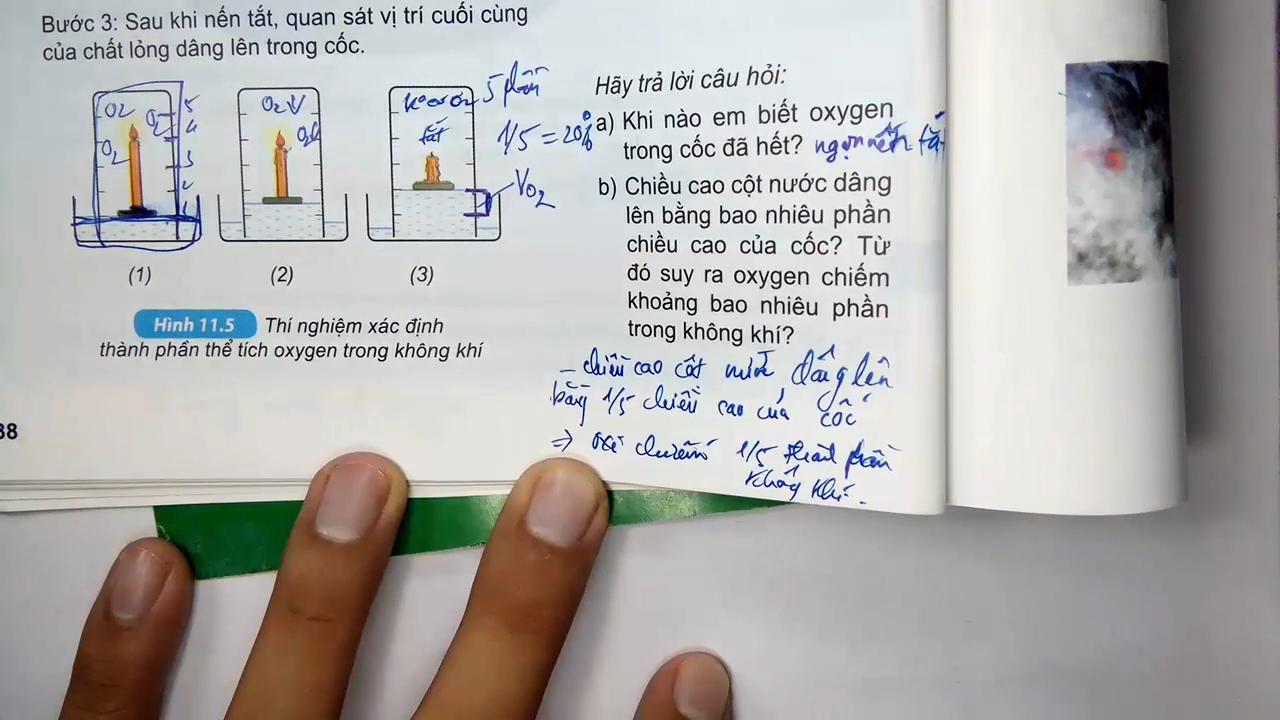 Bước 3: Sau khi nến tắt, quan sát vị trí cuối cùng
của chất lỏng dâng lên trong cốc.
O2
O2
O2
5
4
3
2
1
O2
tắt
5 phần
1/5 = 20%
VO2
(1)
(2)
(3)
Hình 11.5 Thí nghiệm xác định
thành phần thể tích oxygen trong không khí
38
Hãy trả lời câu hỏi:
a) Khi nào em biết oxygen
trong cốc đã hết? ngọn nến tắt
b) Chiều cao cột nước dâng
lên bằng bao nhiêu phần
chiều cao của cốc? Từ
đó suy ra oxygen chiếm
khoảng bao nhiêu phần
trong không khí?
– chiều cao cột nước dâng lên
bằng 1/5 chiều cao của cốc
⇒ oxi chiếm 1/5 thành phần
không khí.